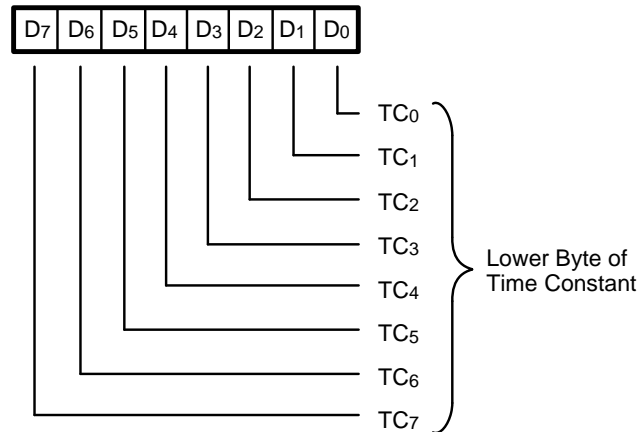 D7 D6 D5 D4 D3 D2 D1 D0
TC0
TC1
TC2
TC3
TC4
TC5
TC6
TC7
Lower Byte of
Time Constant